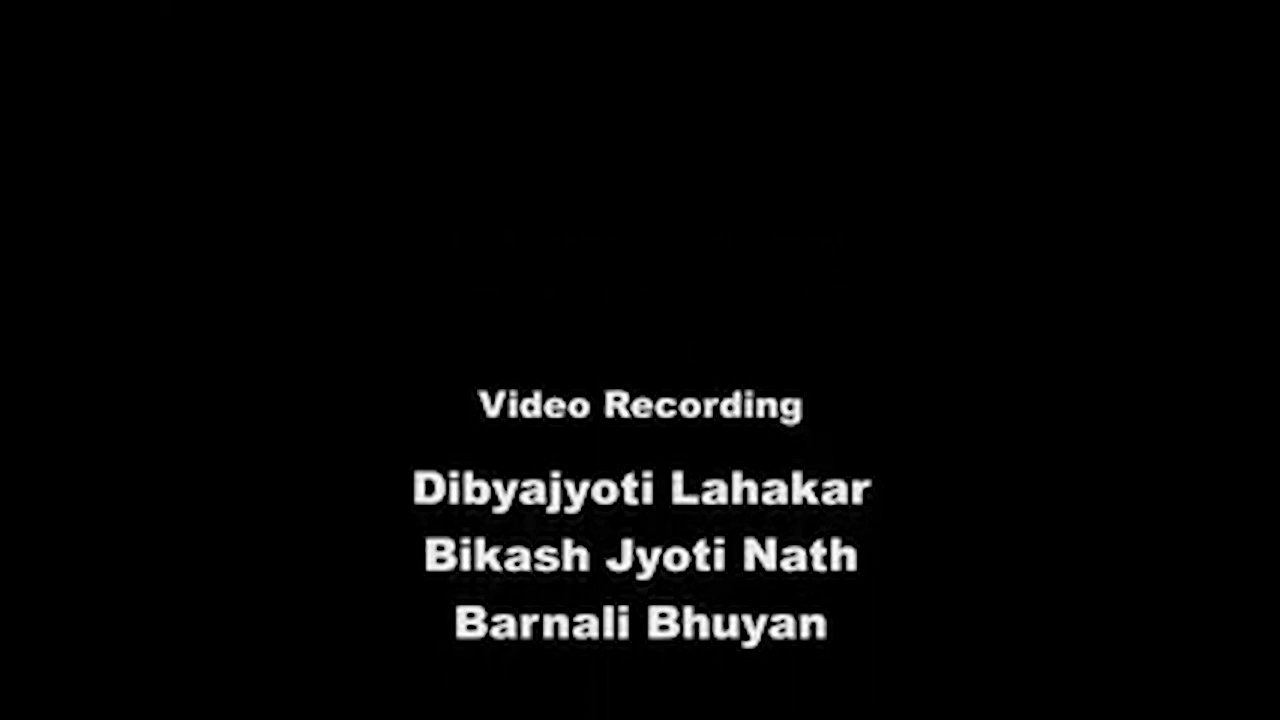 Video Recording
Dibyajyoti Lahakar
Bikash Jyoti Nath
Barnali Bhuyan